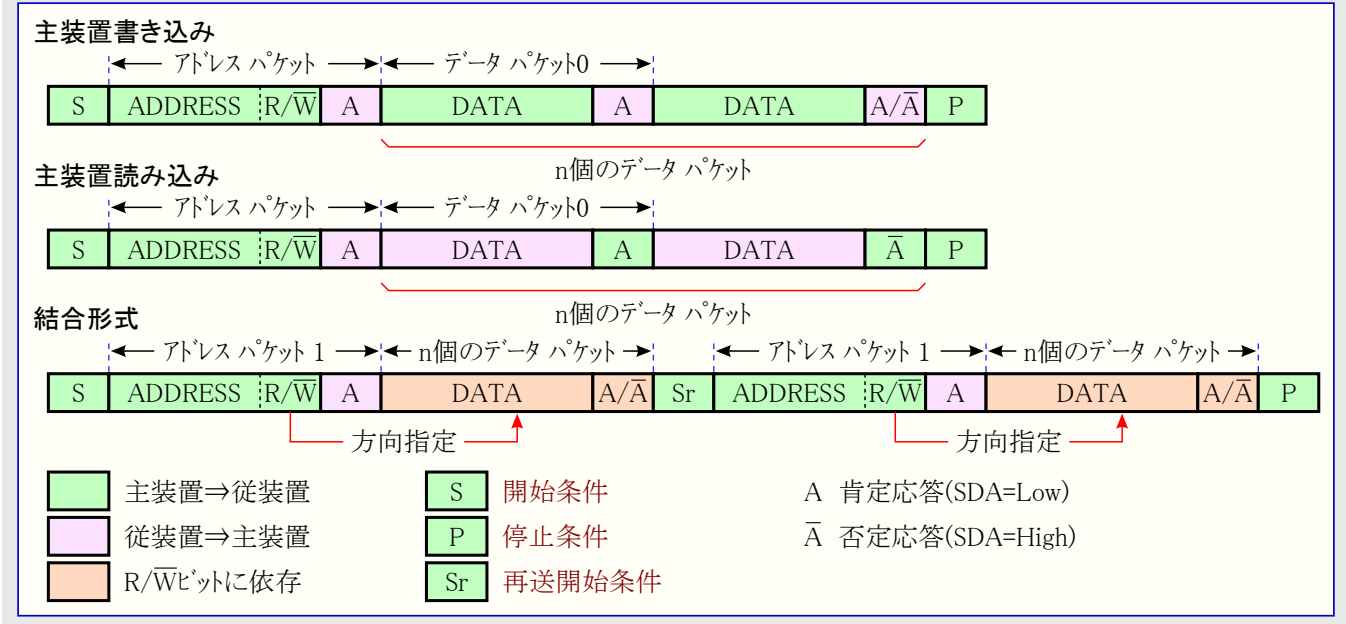 主装置書き込み
アドレス パケット データ パケット0
S ADDRESS R/W̅ A DATA A DATA A/A̅ P
n個のデータ パケット
主装置読み込み
アドレス パケット データ パケット0
S ADDRESS R/W̅ A DATA A DATA A̅ P
n個のデータ パケット
結合形式
アドレス パケット 1 n個のデータ パケット アドレス パケット 1 n個のデータ パケット
S ADDRESS R/W̅ A DATA A/A̅ Sr ADDRESS R/W̅ A DATA A/A̅ P
方向指定 方向指定
主装置⇒従装置 S 開始条件 A 肯定応答(SDA=Low)
従装置⇒主装置 P 停止条件 A̅ 否定応答(SDA=High)
R/W̅ビットに依存 Sr 再送開始条件